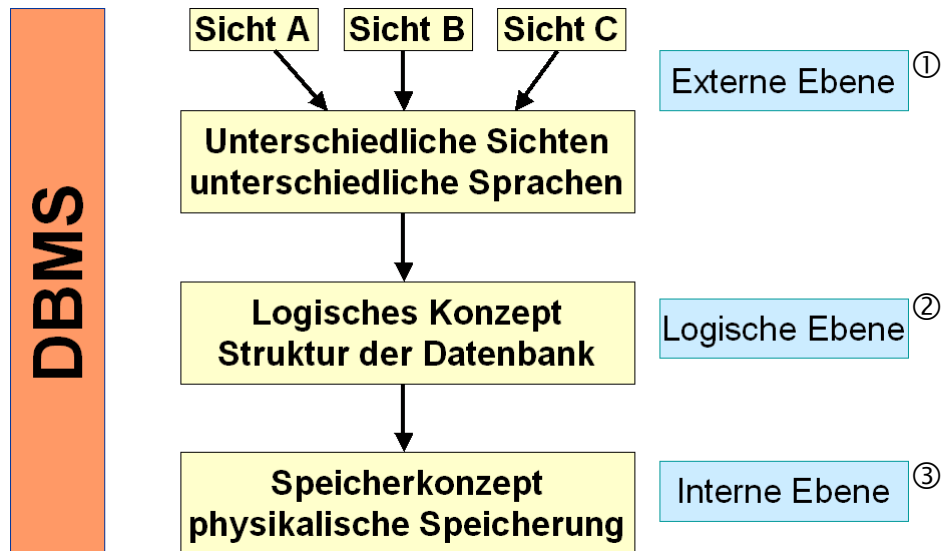 DBMS
Sicht A
Sicht B
Sicht C
Externe Ebene ①
Unterschiedliche Sichten
unterschiedliche Sprachen
Logisches Konzept
Struktur der Datenbank
Logische Ebene ②
Speicherkonzept
physikalische Speicherung
Interne Ebene ③